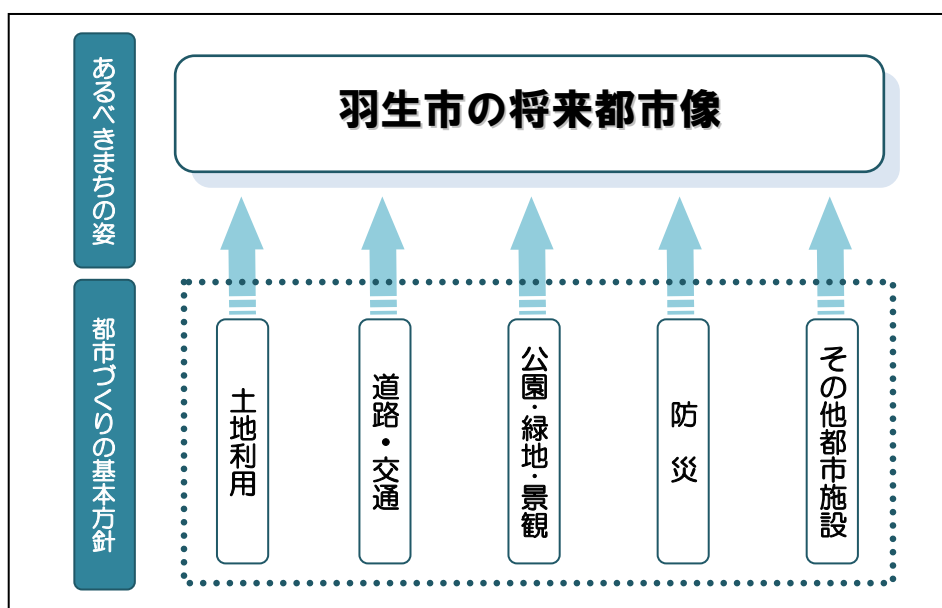 あるべきまちの姿
羽生市の将来都市像
都市づくりの基本方針
土地利用
道路・交通
公園・緑地・景観
防 災
その他都市施設